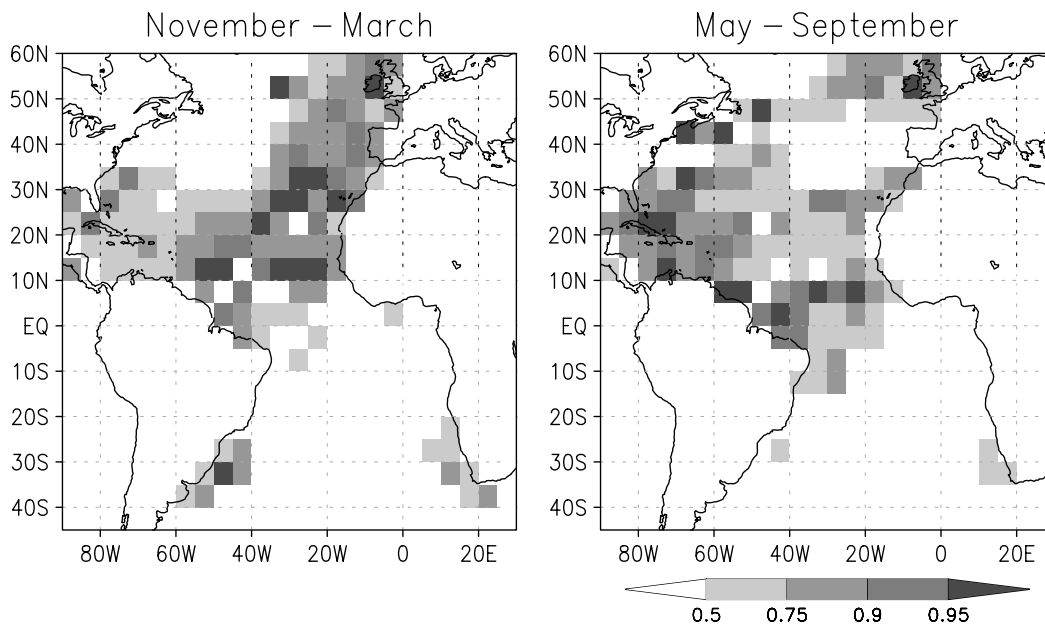 November – March
May – September
60N
50N
40N
30N
20N
10N
EQ
10S
20S
30S
40S
80W
60W
40W
20W
0
20E
60N
50N
40N
30N
20N
10N
EQ
10S
20S
30S
40S
80W
60W
40W
20W
0
20E
0.5
0.75
0.9
0.95